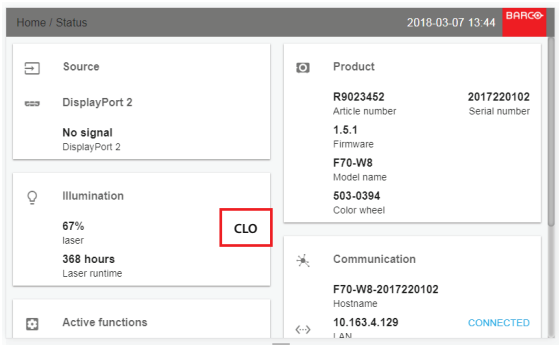 Home / Status
2018-03-07 13:44
BARCO
Source
DisplayPort 2
No signal
DisplayPort 2
Illumination
67%
laser
CLO
368 hours
Laser runtime
Active functions
Product
R9023452 2017220102
Article number Serial number
1.5.1
Firmware
F70-W8
Model name
503-0394
Color wheel
Communication
F70-W8-2017220102
Hostname
10.163.4.129 CONNECTED
LAN